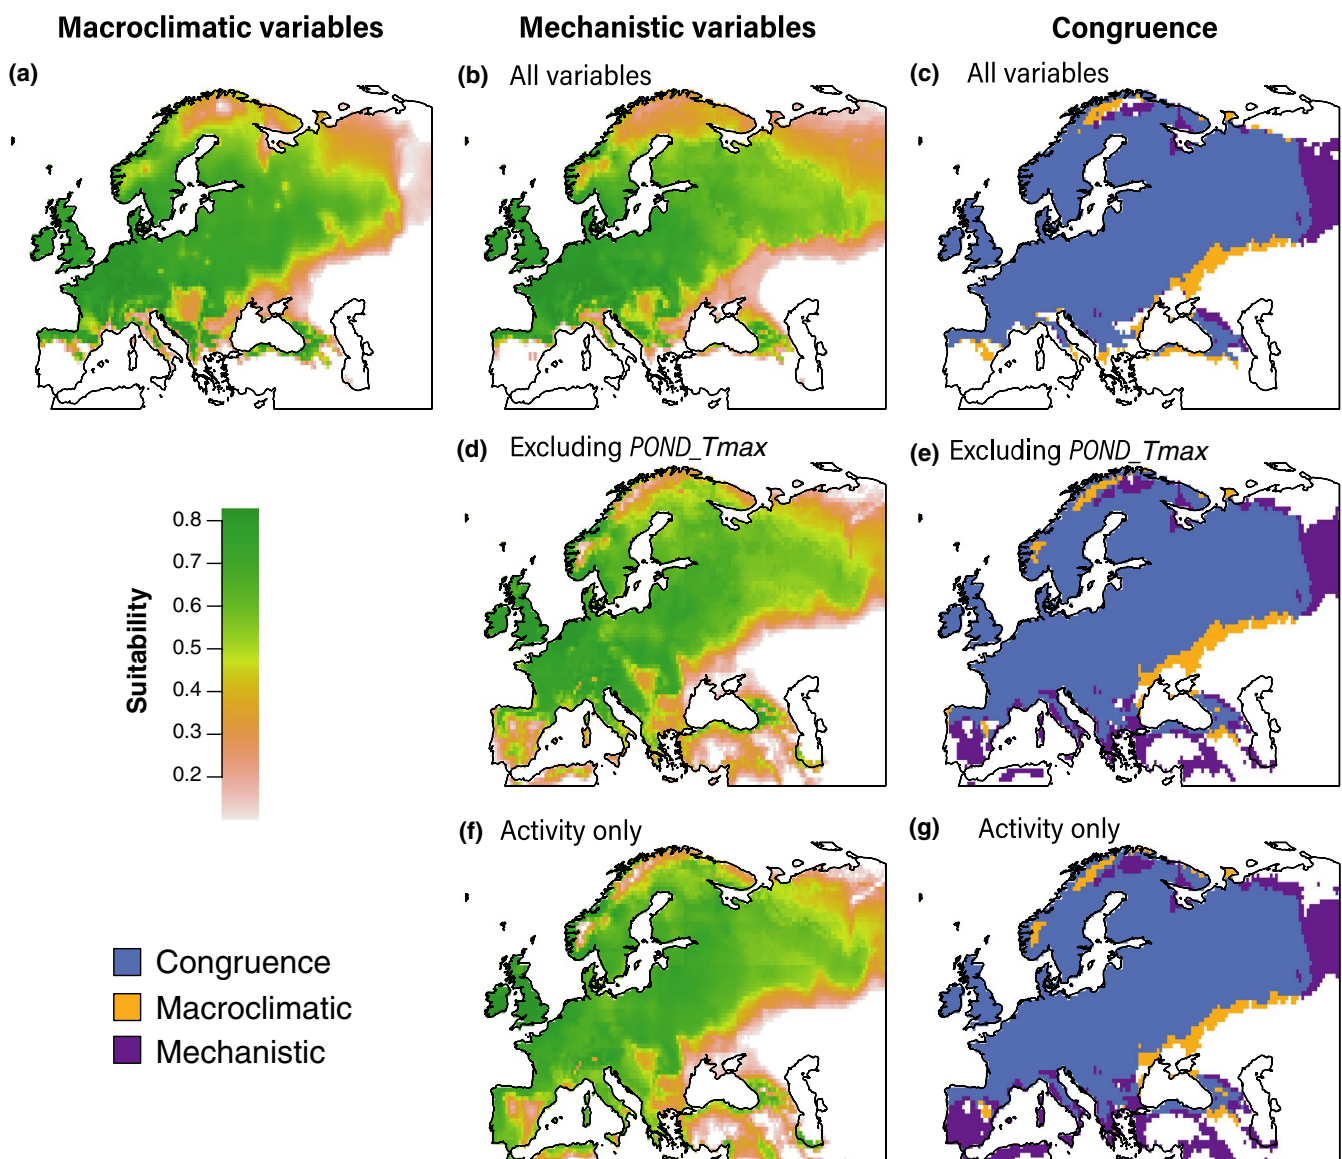 Macroclimatic variables
Mechanistic variables
Congruence
(a)
(b) All variables
(c) All variables
(d) Excluding POND_Tmax
(e) Excluding POND_Tmax
Suitability
0.8
0.7
0.6
0.5
0.4
0.3
0.2
(f) Activity only
(g) Activity only
Congruence
Macroclimatic
Mechanistic